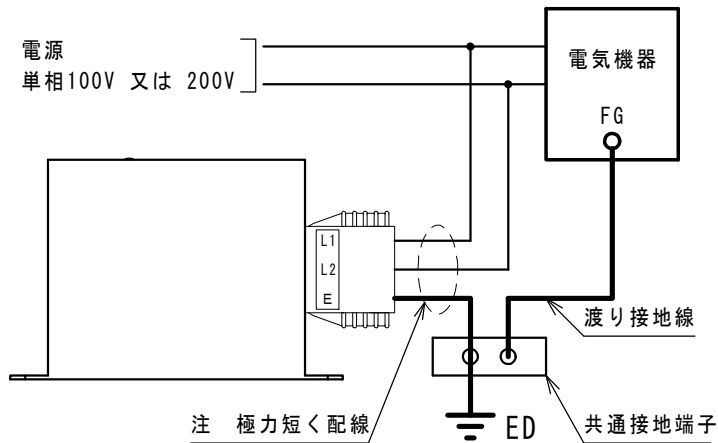 電源
単相100V 又は 200V
電気機器
FG
L1
L2
E
渡り接地線
注 極力短く配線
ED
共通接地端子